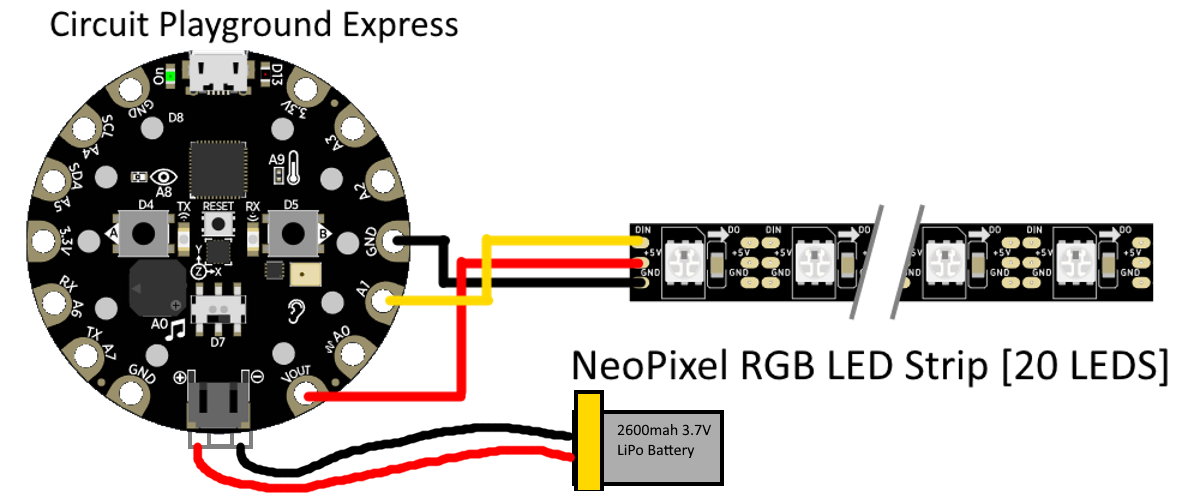 Circuit Playground Express
On
D13
GND
3.3V
D8
SCL
A4
A3
A9
SDA
A5
A8
A2
D4
TX
RESET
RX
D5
A
B
3.3V
GND
Y
Z
X
RX
A6
A1
A0
D7
TX
A7
A0
GND
VOUT
DIN
DO
DIN
DO
DO
DIN
DO
+5V
+5V
+5V
+5V
+5V
GND
GND
GND
GND
GND
NeoPixel RGB LED Strip [20 LEDS]
2600mah 3.7V
LiPo Battery